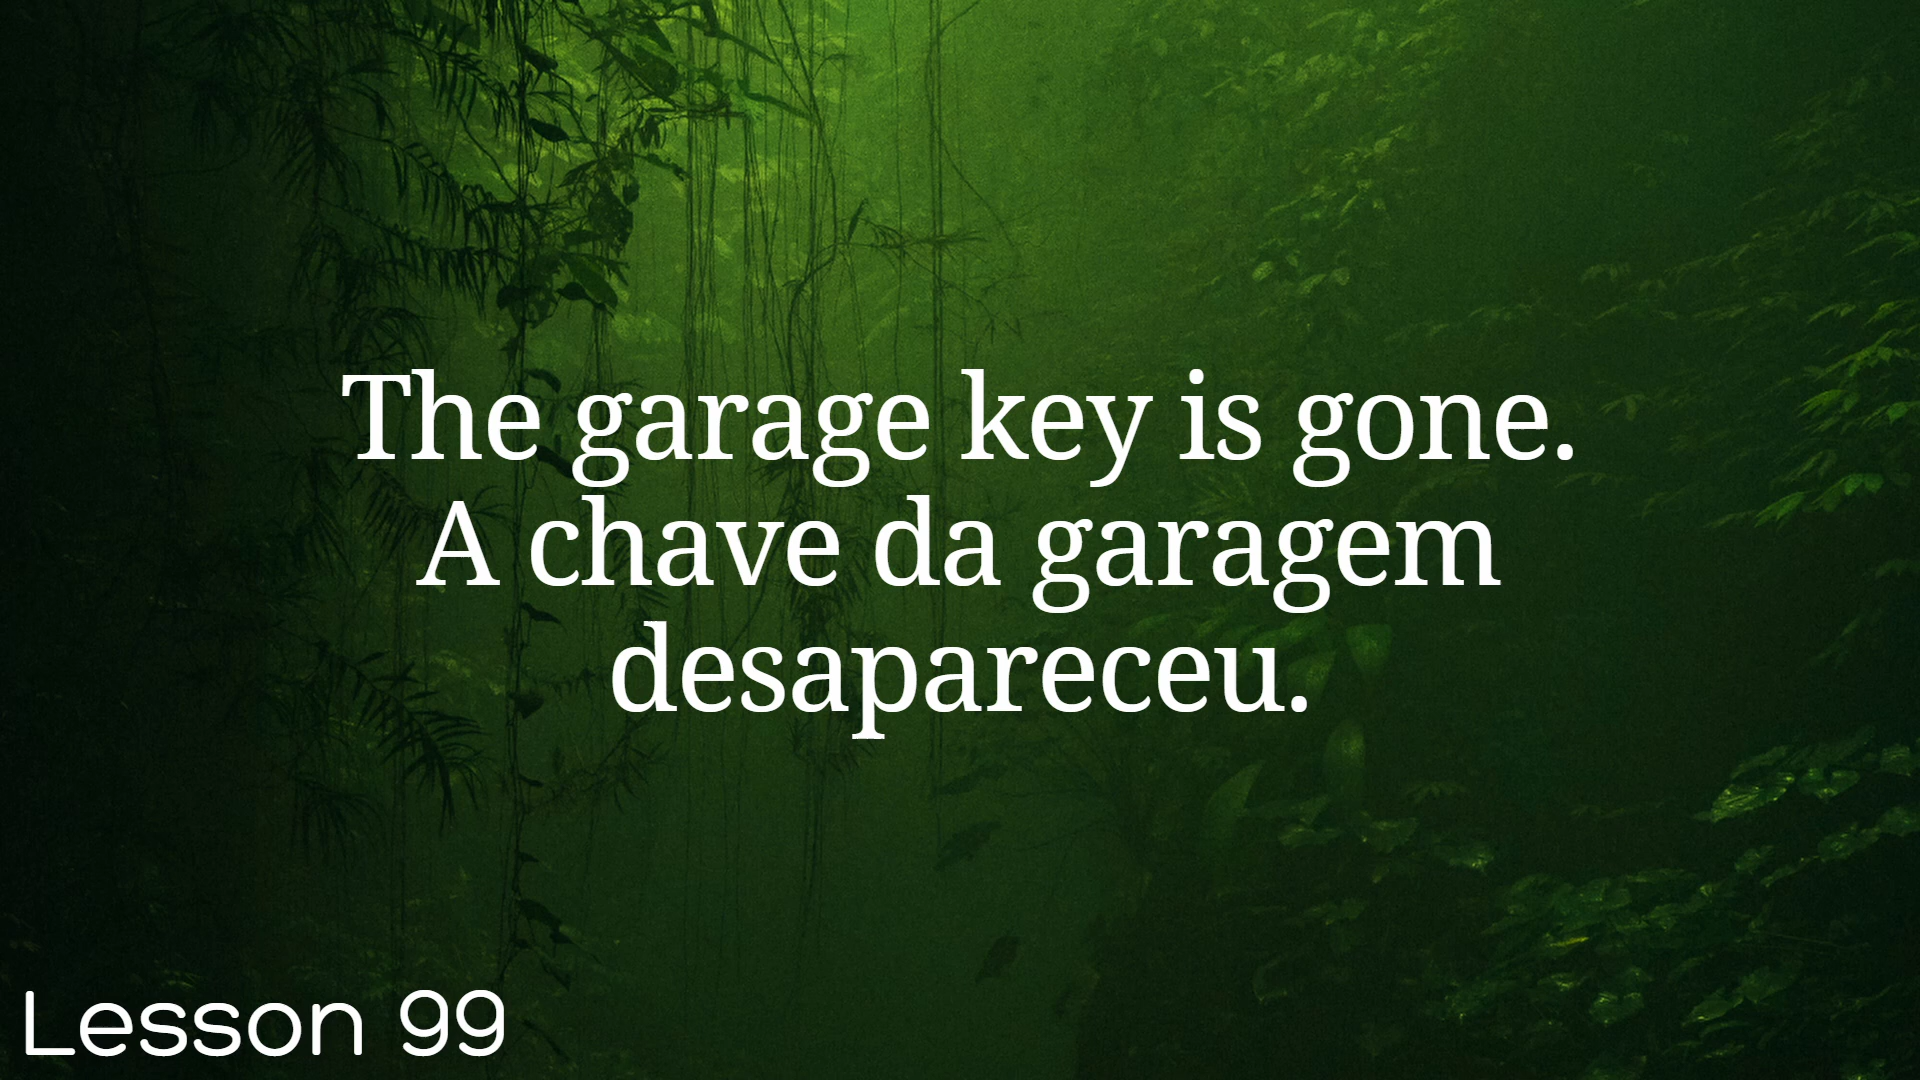 The garage key is gone.
A chave da garagem
desapareceu.
Lesson 99